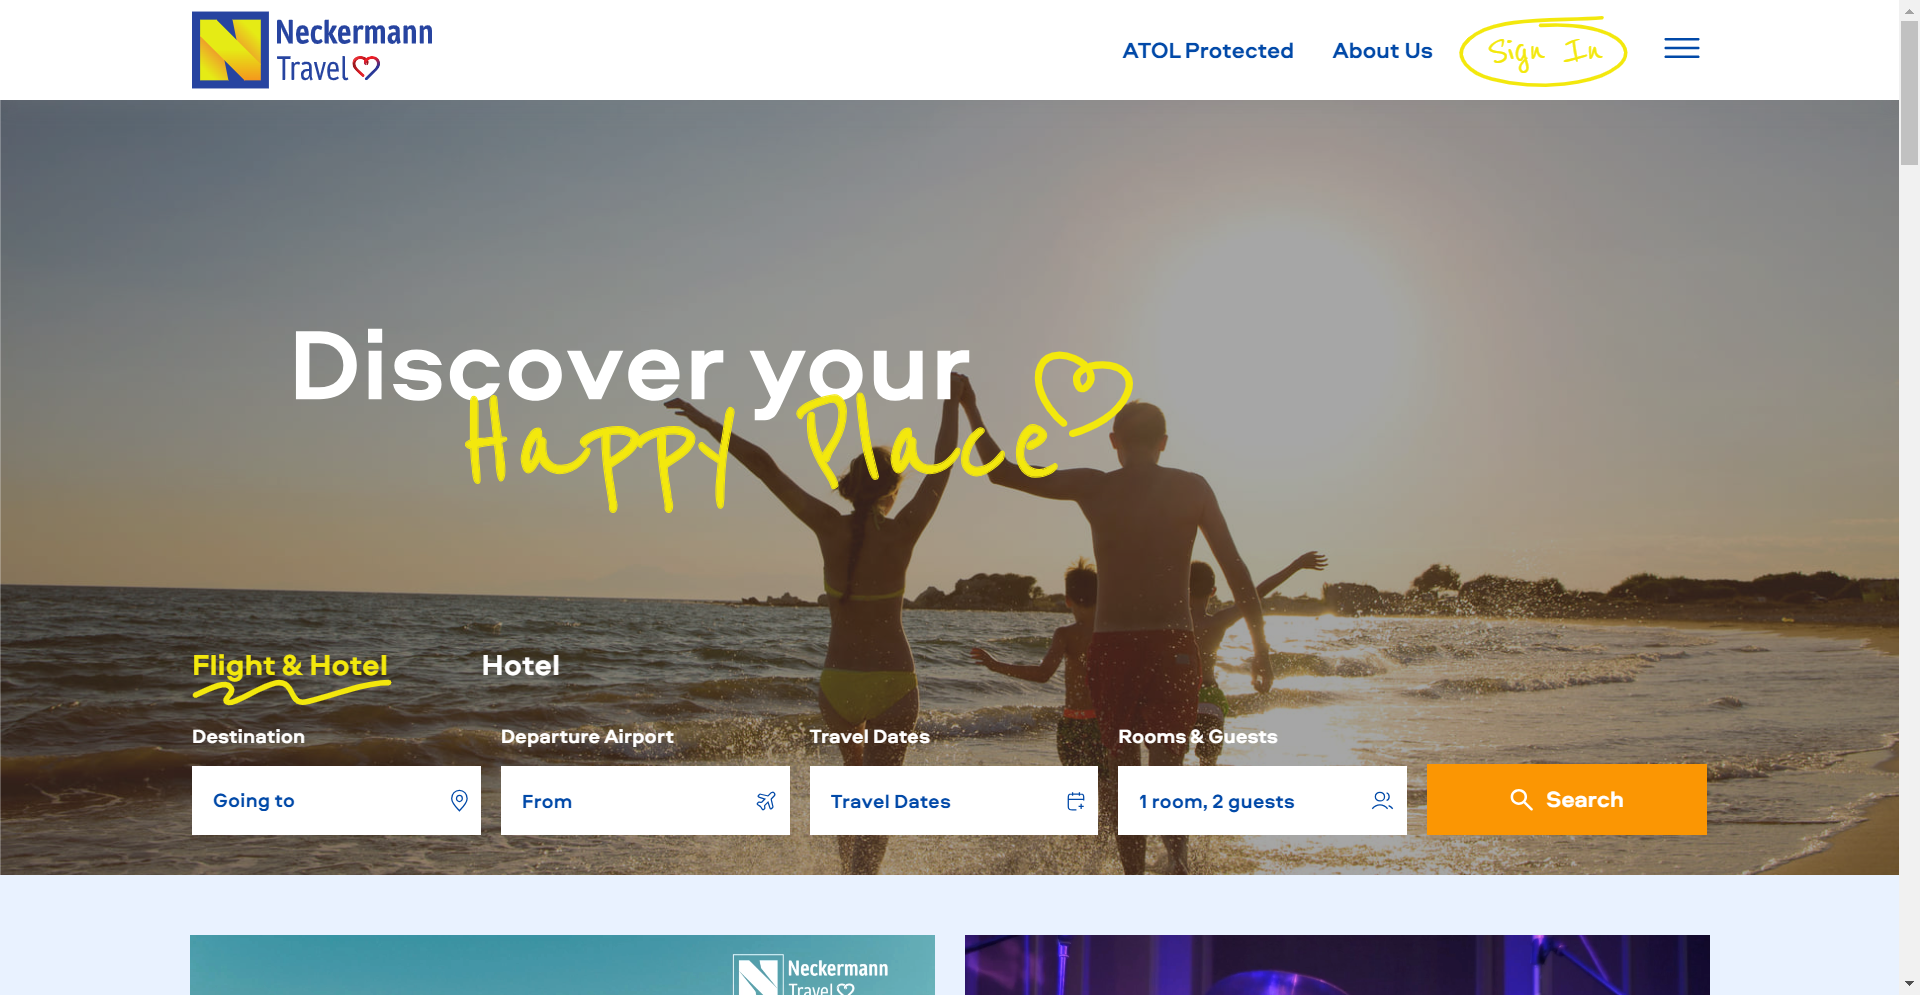 Neckermann
Travel
ATOL Protected
About Us
Sign In
Discover your
Happy Place
Flight & Hotel
Hotel
Destination
Departure Airport
Travel Dates
Rooms & Guests
Going to
From
Travel Dates
1 room, 2 guests
Search
Neckermann
Travel